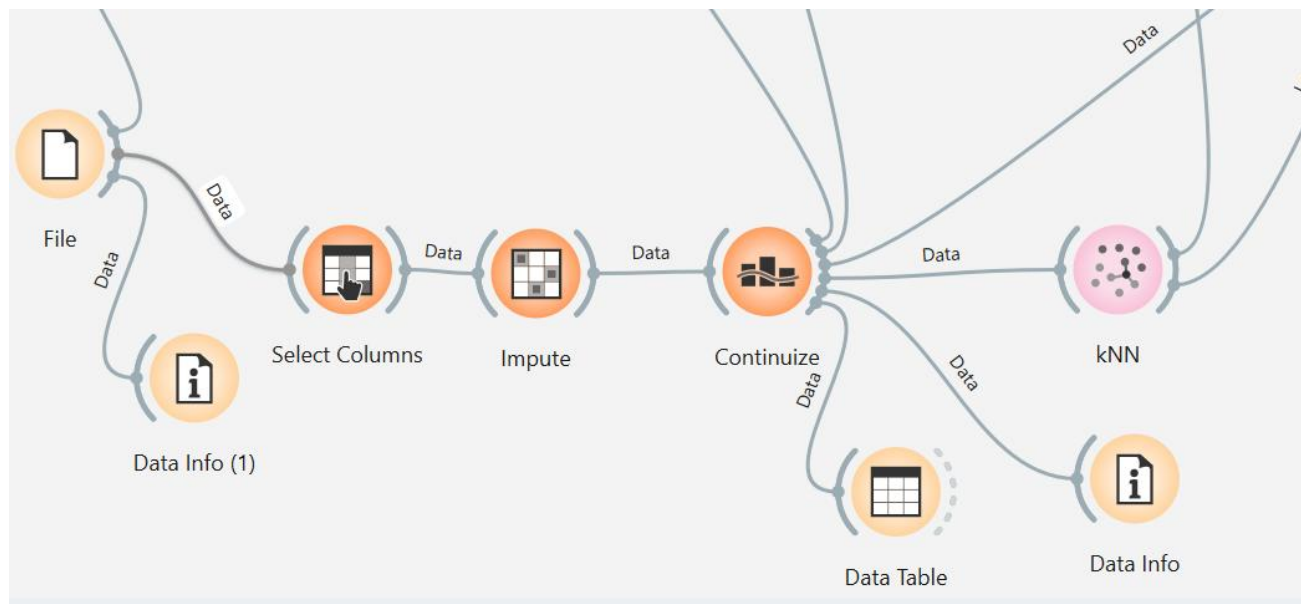 Data
Data
File
Data
Data
Data
Data
Select Columns
Impute
Continuize
kNN
Data
Data
Data Info (1)
Data Table
Data Info